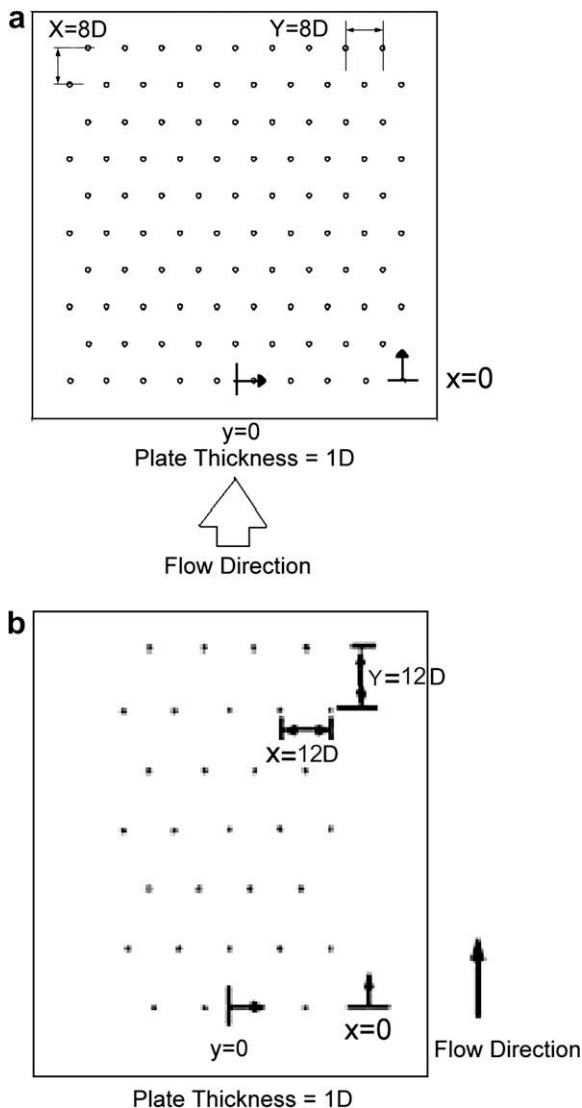 a
X=8D
Y=8D
x=0
y=0
Plate Thickness = 1D
Flow Direction
b
Y=12D
X=12D
x=0
y=0
Flow Direction
Plate Thickness = 1D